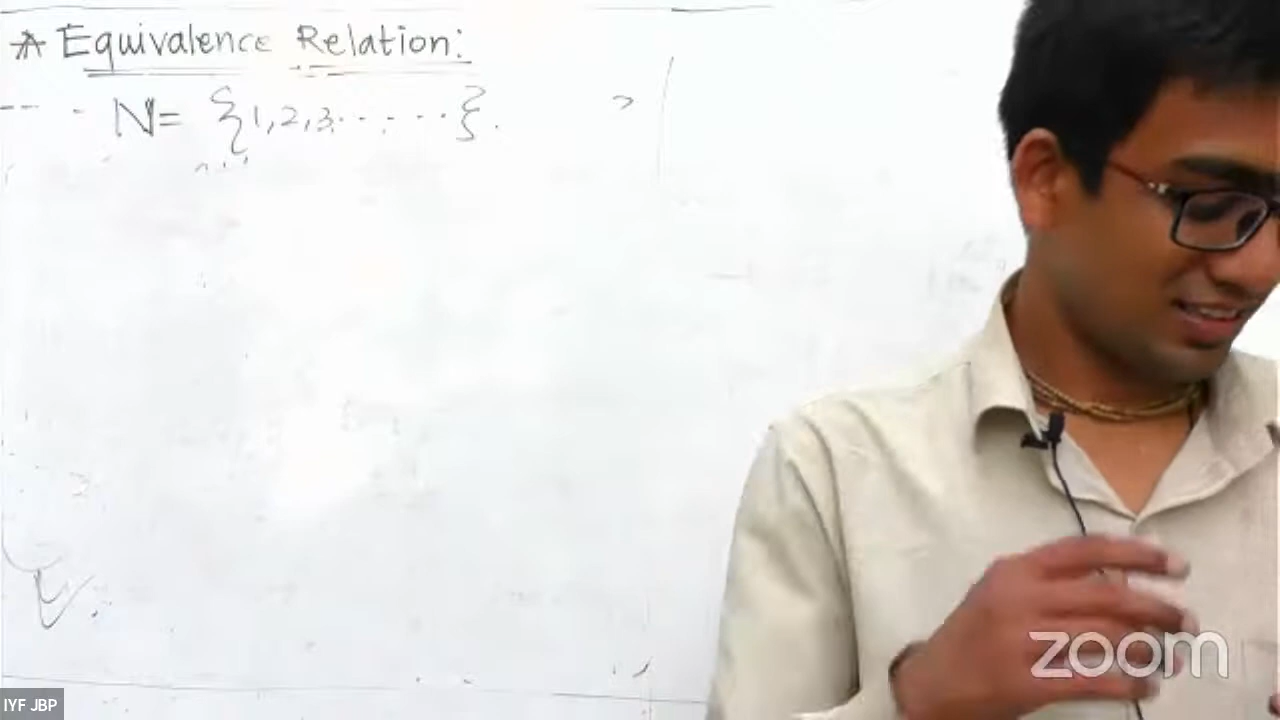 * Equivalence Relation:
N = {1, 2, 3. . . . . . .}.
zoom
IYF JBP